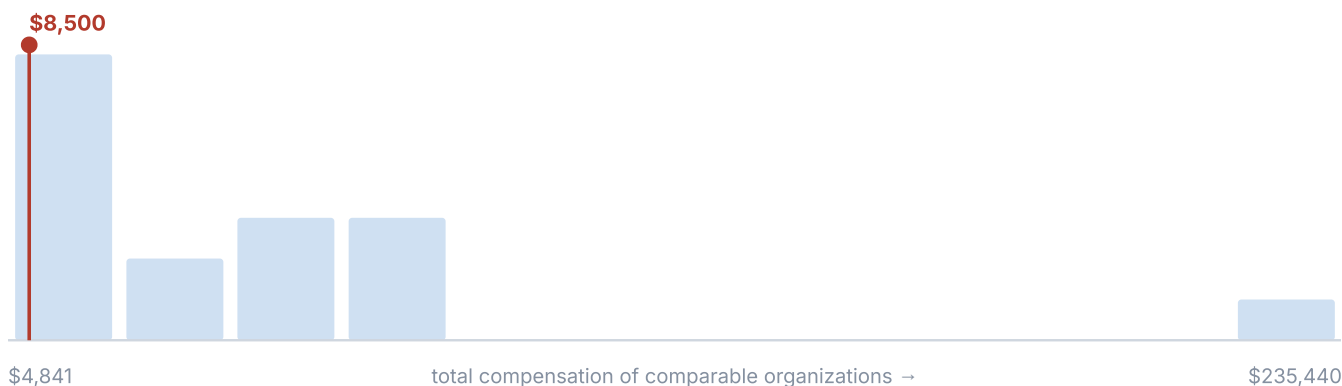 $8,500
$4,841
total compensation of comparable organizations →
$235,440